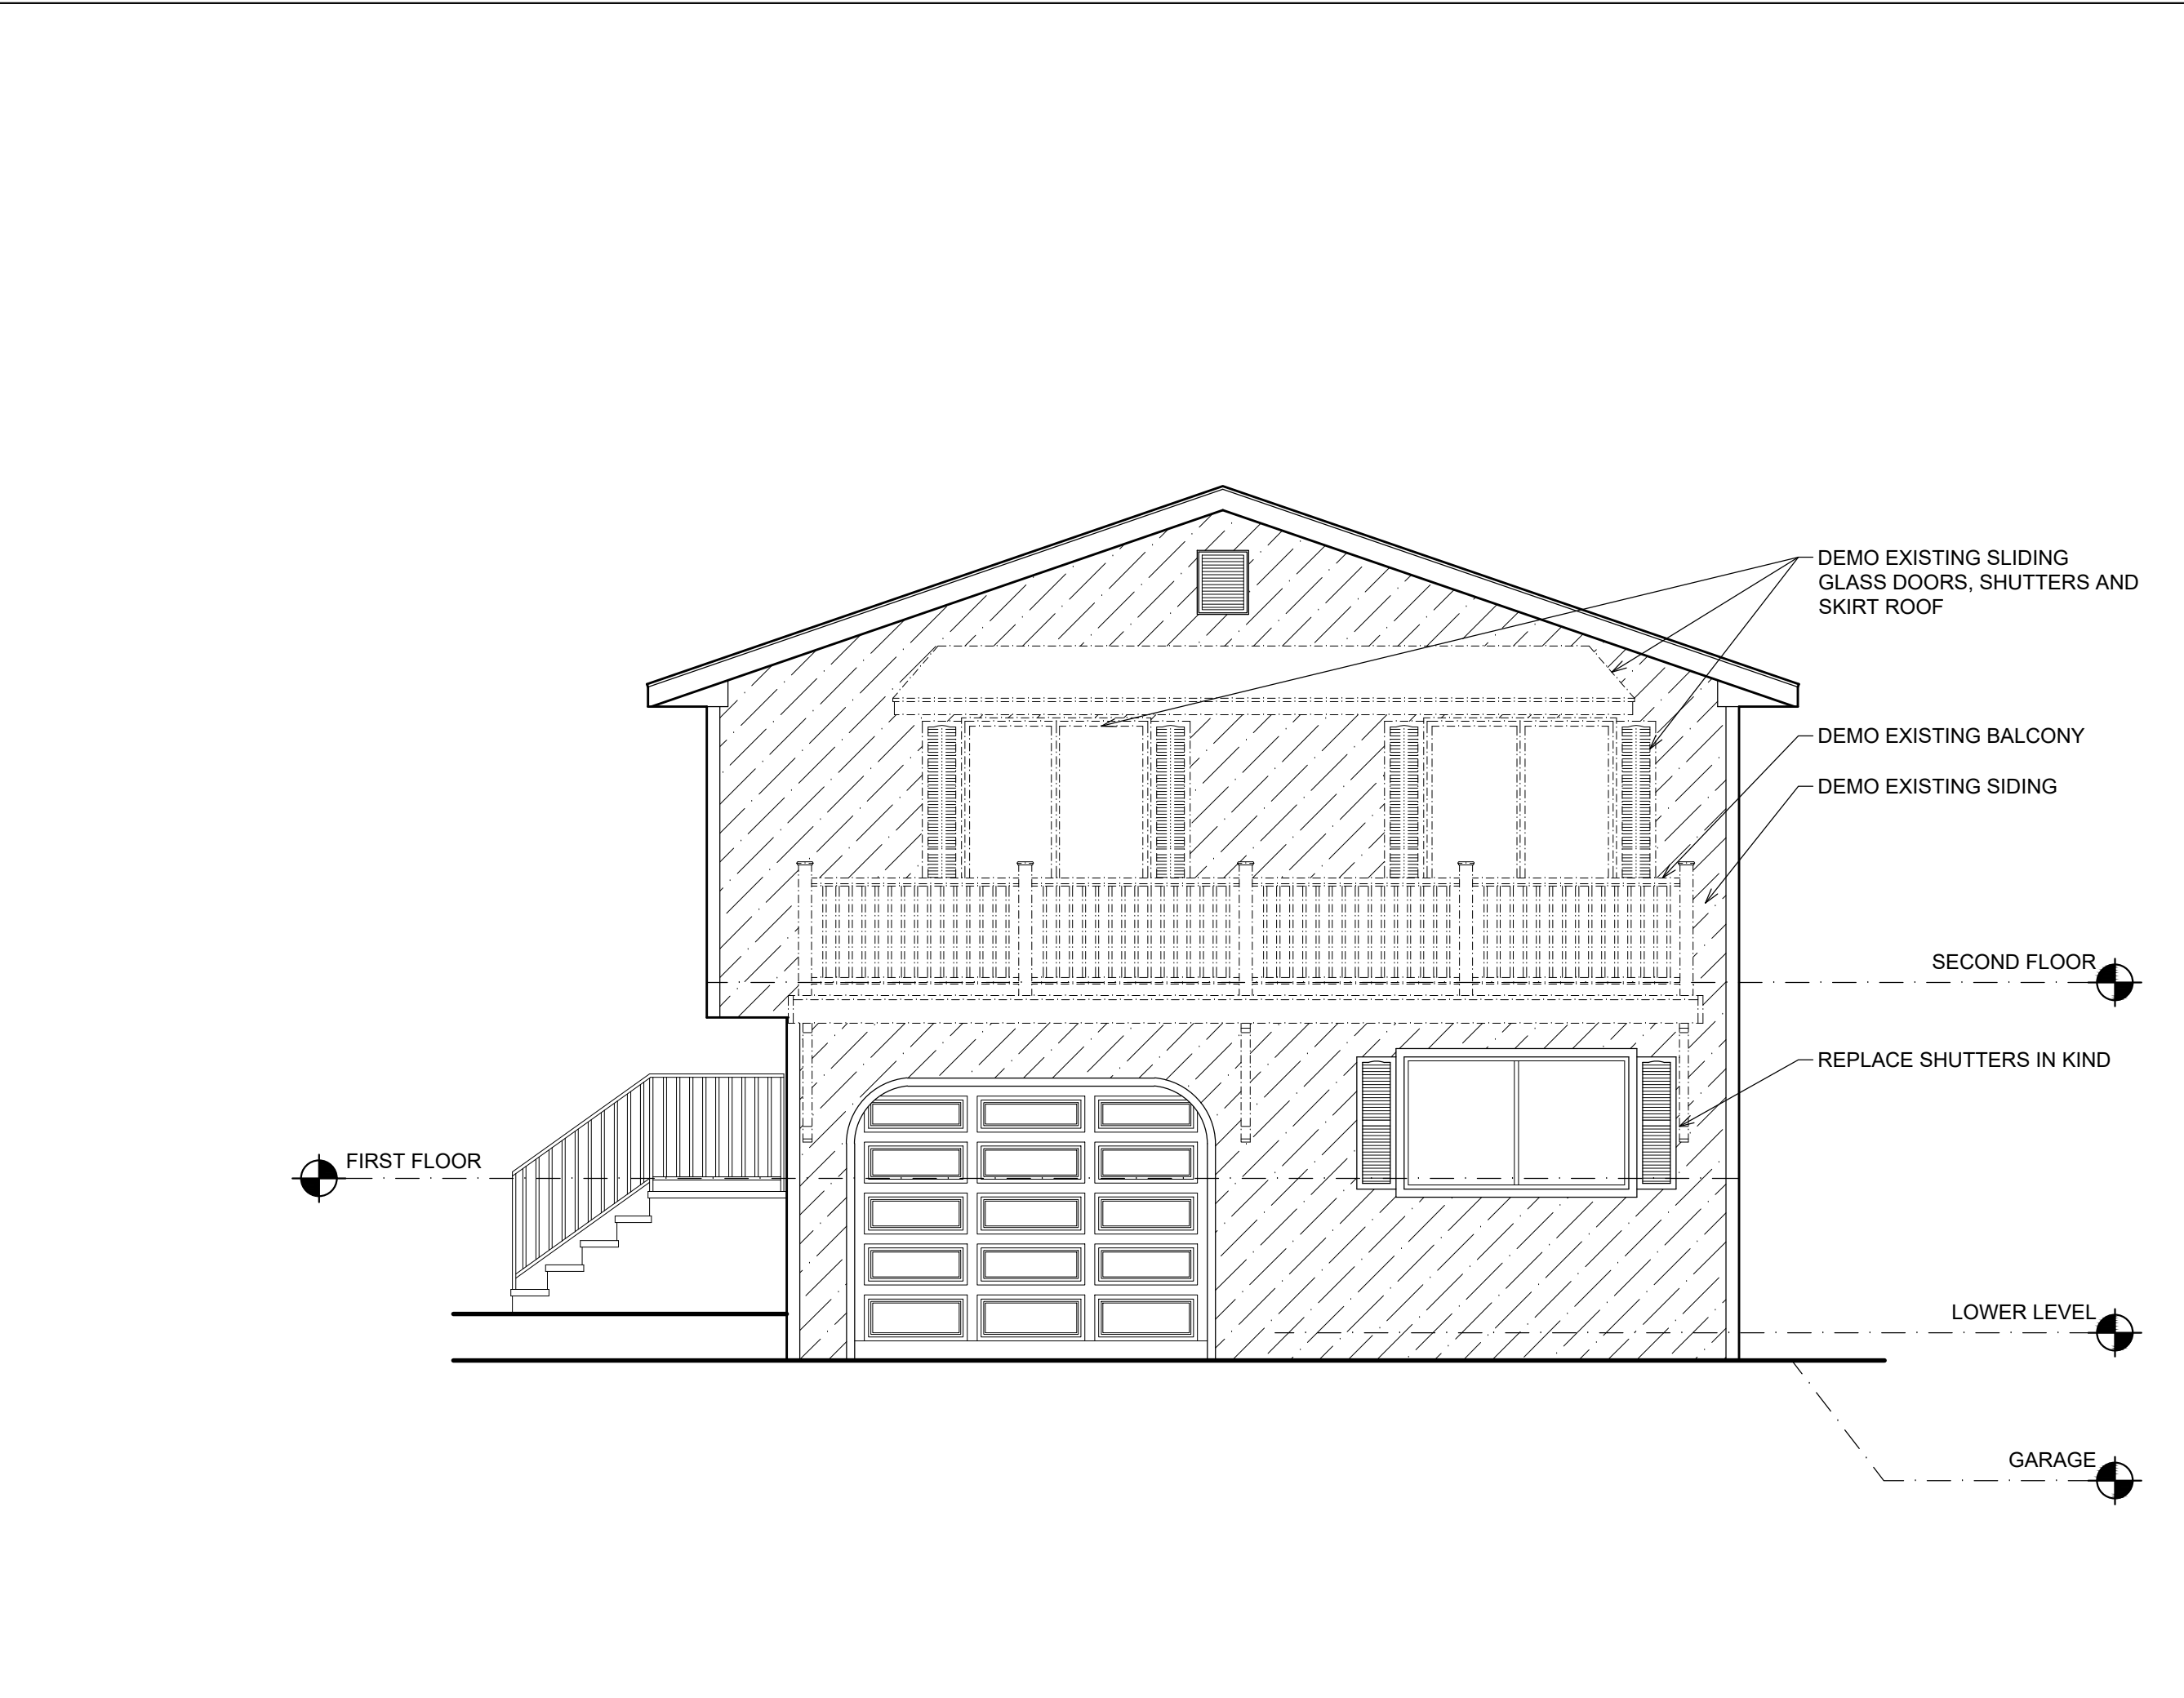 DEMO EXISTING SLIDING
GLASS DOORS, SHUTTERS AND
SKIRT ROOF
DEMO EXISTING BALCONY
DEMO EXISTING SIDING
SECOND FLOOR
REPLACE SHUTTERS IN KIND
FIRST FLOOR
LOWER LEVEL
GARAGE